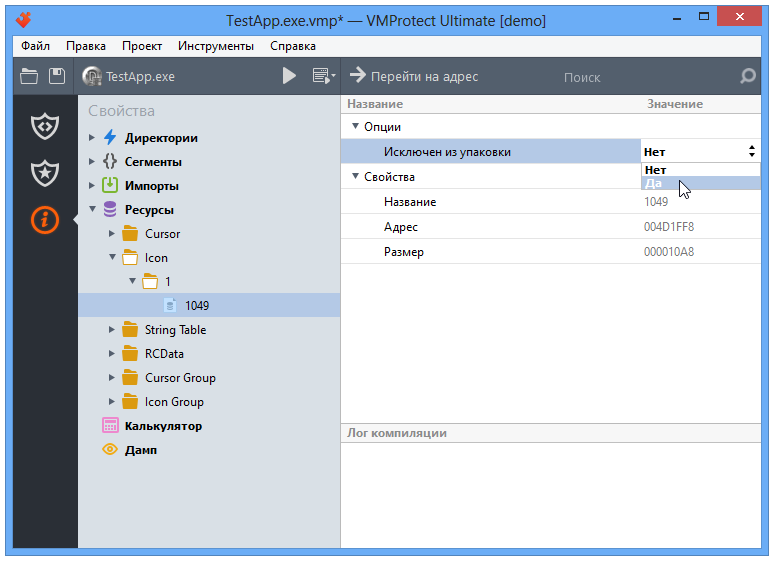 TestApp.exe.vmp* — VMProtect Ultimate [demo]
Файл Правка Проект Инструменты Справка
TestApp.exe Перейти на адрес Поиск
Свойства
Директории
Сегменты
Импорты
Ресурсы
Cursor
Icon
1
1049
String Table
RCData
Cursor Group
Icon Group
Калькулятор
Дамп
Название Значение
Опции
Исключен из упаковки Нет
Нет
Да
Свойства
Название 1049
Адрес 004D1FF8
Размер 000010A8
Лог компиляции